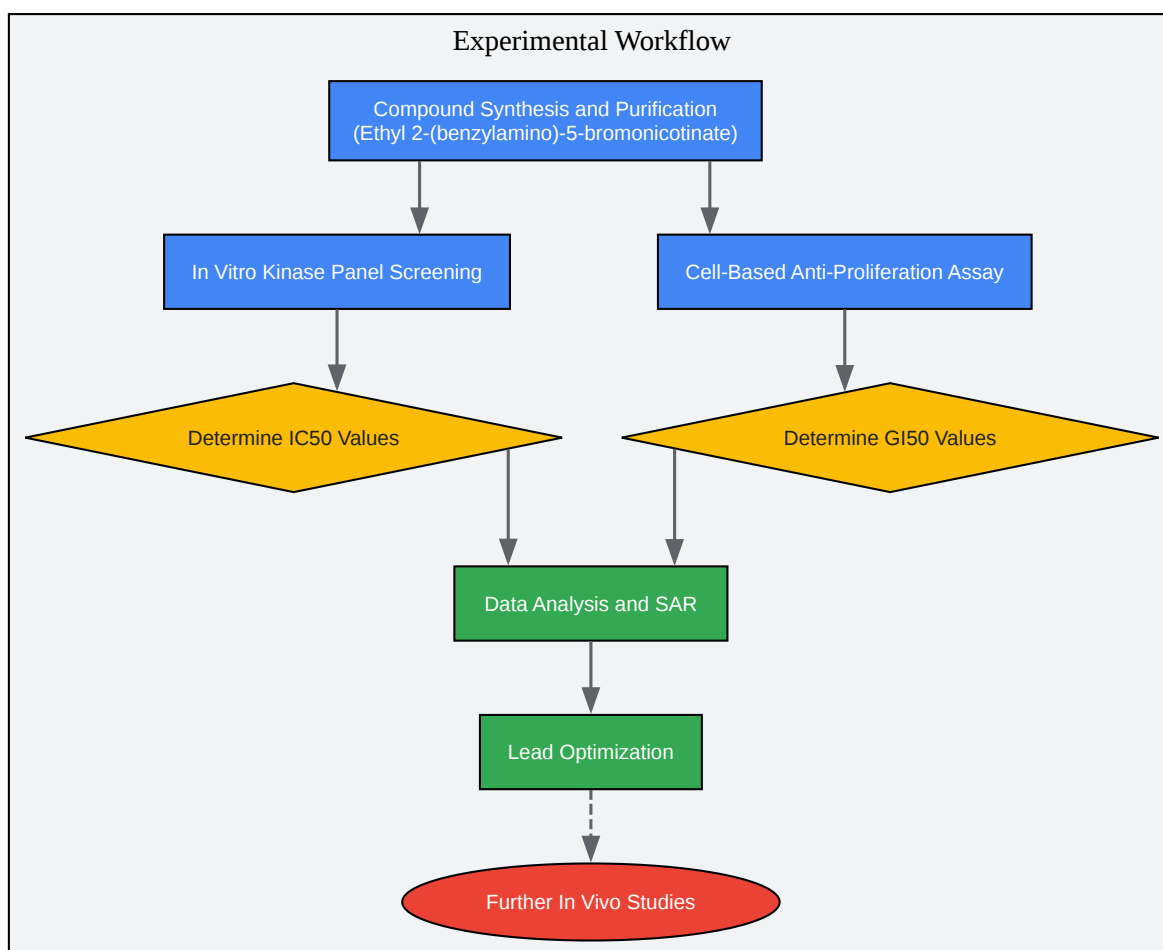 Experimental Workflow
Compound Synthesis and Purification
(Ethyl 2-(benzylamino)-5-bromonicotinate)
In Vitro Kinase Panel Screening
Cell-Based Anti-Proliferation Assay
Determine IC50 Values
Determine GI50 Values
Data Analysis and SAR
Lead Optimization
Further In Vivo Studies